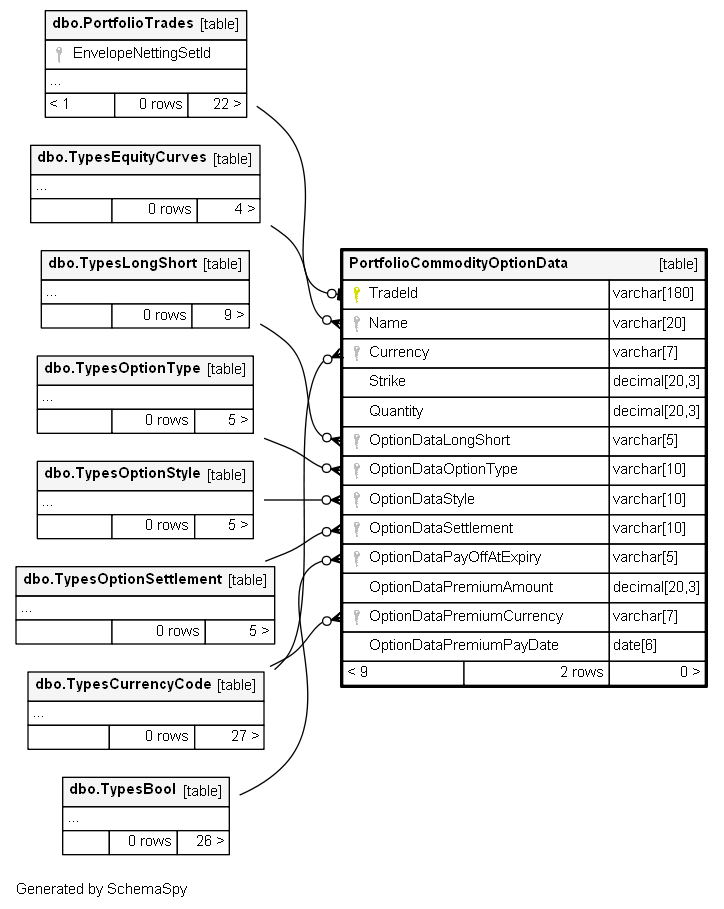 dbo.PortfolioTrades [table]
EnvelopeNettingSetId
...
< 1 0 rows 22 >
dbo.TypesEquityCurves [table]
...
0 rows 4 >
dbo.TypesLongShort [table]
...
0 rows 9 >
dbo.TypesOptionType [table]
...
0 rows 5 >
dbo.TypesOptionStyle [table]
...
0 rows 5 >
dbo.TypesOptionSettlement [table]
...
0 rows 5 >
dbo.TypesCurrencyCode [table]
...
0 rows 27 >
dbo.TypesBool [table]
...
0 rows 26 >
PortfolioCommodityOptionData [table]
TradeId varchar[180]
Name varchar[20]
Currency varchar[7]
Strike decimal[20,3]
Quantity decimal[20,3]
OptionDataLongShort varchar[5]
OptionDataOptionType varchar[10]
OptionDataStyle varchar[10]
OptionDataSettlement varchar[10]
OptionDataPayOffAtExpiry varchar[5]
OptionDataPremiumAmount decimal[20,3]
OptionDataPremiumCurrency varchar[7]
OptionDataPremiumPayDate date[6]
< 9 2 rows 0 >
Generated by SchemaSpy